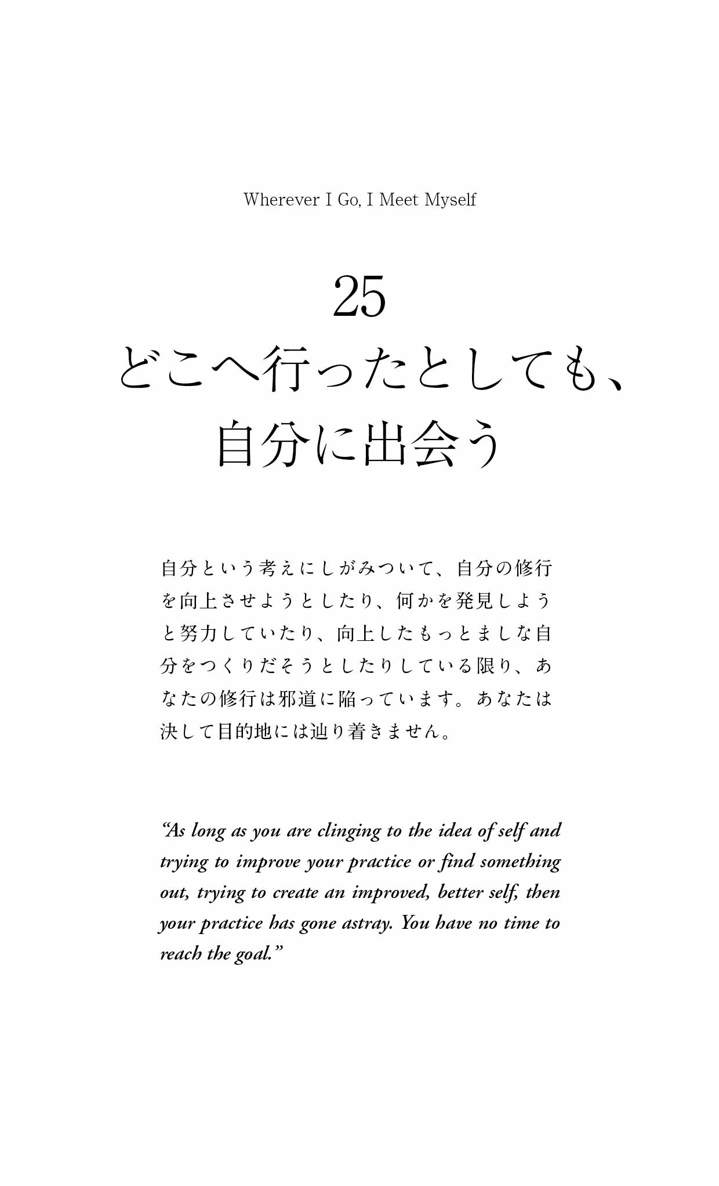 Wherever I Go, I Meet Myself
25
どこへ行ったとしても、
自分に出会う
自分という考えにしがみついて、自分の修行
を向上させようとしたり、何かを発見しよう
と努力していたり、向上したもっとましな自
分をつくりだそうとしたりしている限り、あ
なたの修行は邪道に陥っています。あなたは
決して目的地には辿り着きません。
“As long as you are clinging to the idea of self and
trying to improve your practice or find something
out, trying to create an improved, better self, then
your practice has gone astray. You have no time to
reach the goal.”